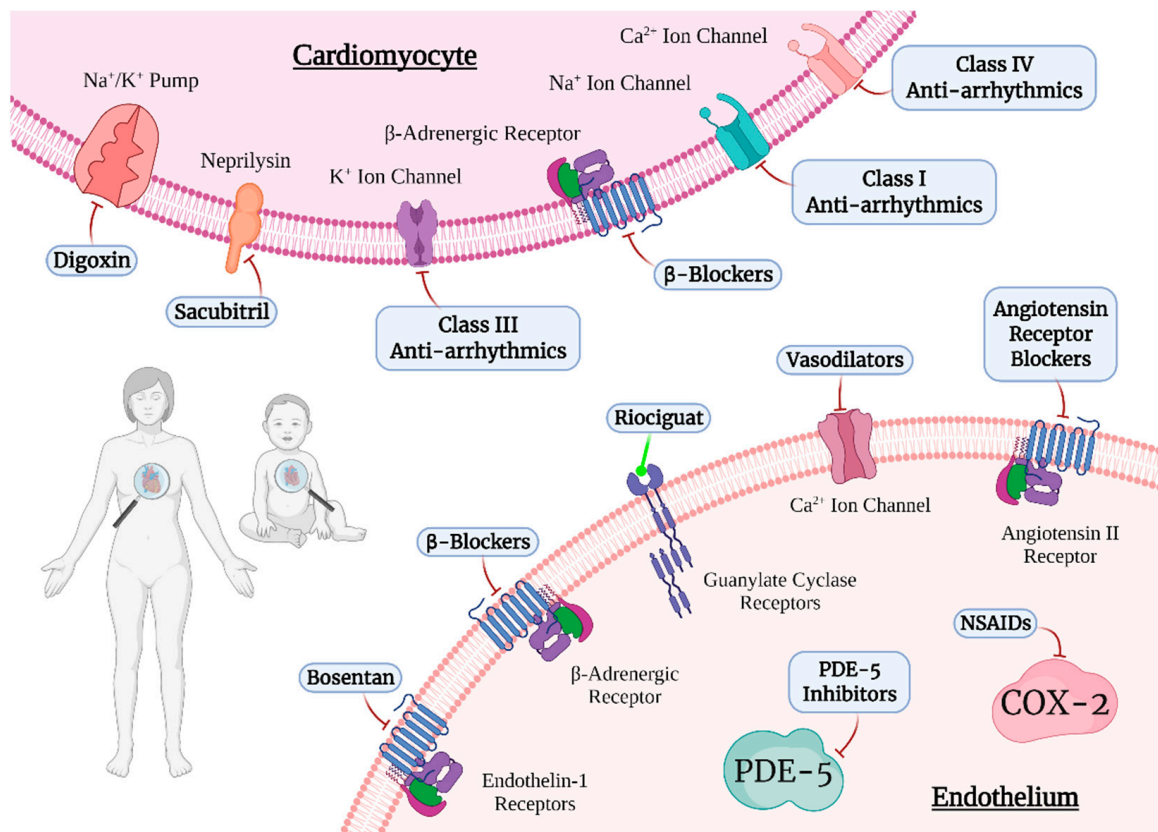 Cardiomyocyte
Na⁺/K⁺ Pump
Neprilysin
K⁺ Ion Channel
β-Adrenergic Receptor
Na⁺ Ion Channel
Ca²⁺ Ion Channel
Class IV
Anti-arrhythmics
Class I
Anti-arrhythmics
β-Blockers
Digoxin
Sacubitril
Class III
Anti-arrhythmics
Angiotensin
Receptor
Blockers
Vasodilators
Riociguat
β-Blockers
Bosentan
Ca²⁺ Ion Channel
Angiotensin II
Receptor
Guanylate Cyclase
Receptors
β-Adrenergic
Receptor
Endothelin-1
Receptors
NSAIDs
COX-2
PDE-5
Inhibitors
PDE-5
Endothelium